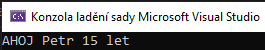 Konzola ladění sady Microsoft Visual Studio
AHOJ Petr 15 let